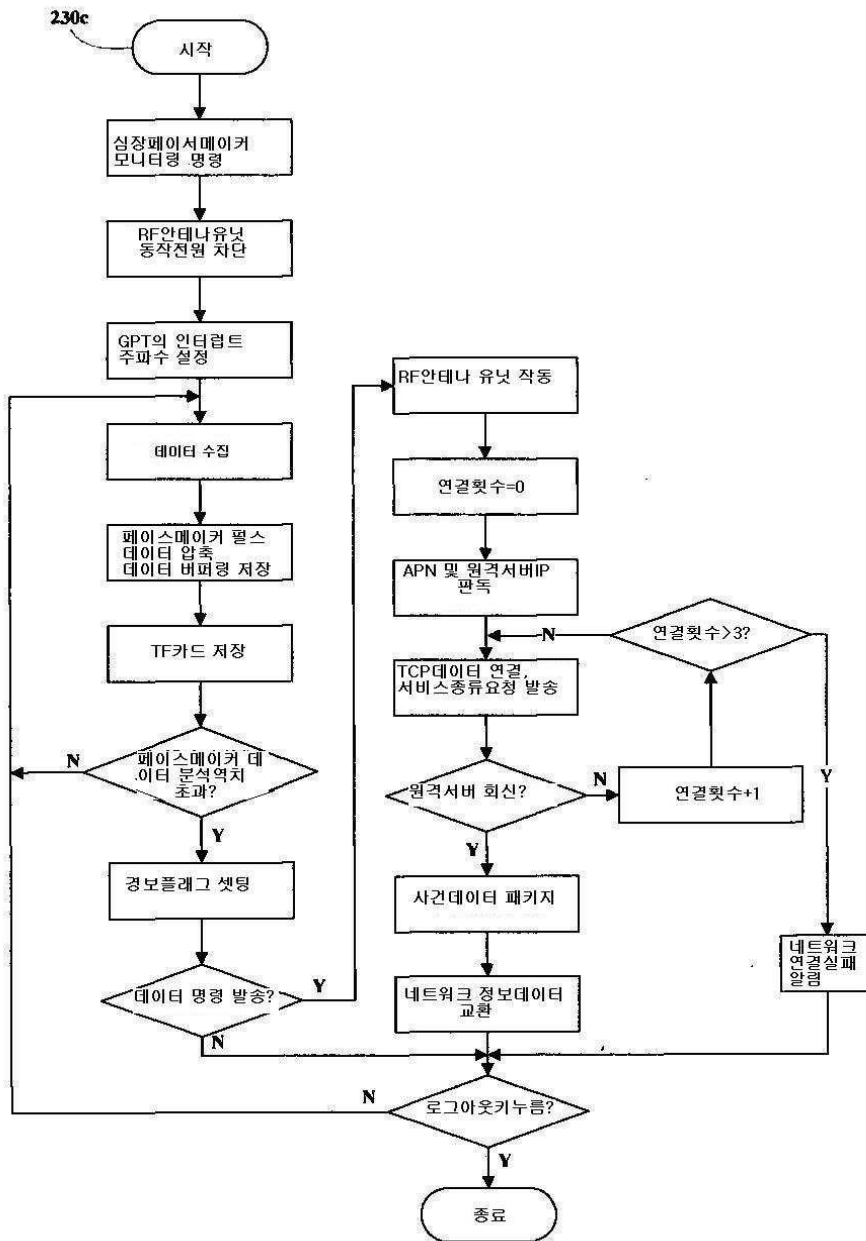 230c
시작
심장페이서메이커
모니터링 명령
RF안테나유닛
동작전원 차단
GPT의 인터럽트
주파수 설정
데이터 수집
페이스메이커 펄스
데이터 압축
데이터 버퍼링 저장
TF카드 저장
페이스메이커 데
이터 분석역치
초과?
N
Y
경보플래그 셋팅
데이터 명령 발송?
Y
N
RF안테나 유닛 작동
연결횟수=0
APN 및 원격서버IP
판독
N
연결횟수>3?
TCP데이터 연결,
서비스종류요청 발송
Y
원격서버 회신?
N
연결횟수+1
Y
사건데이터 패키지
네트워크
연결실패
알림
네트워크 정보데이터
교환
로그아웃키누름?
N
Y
종료